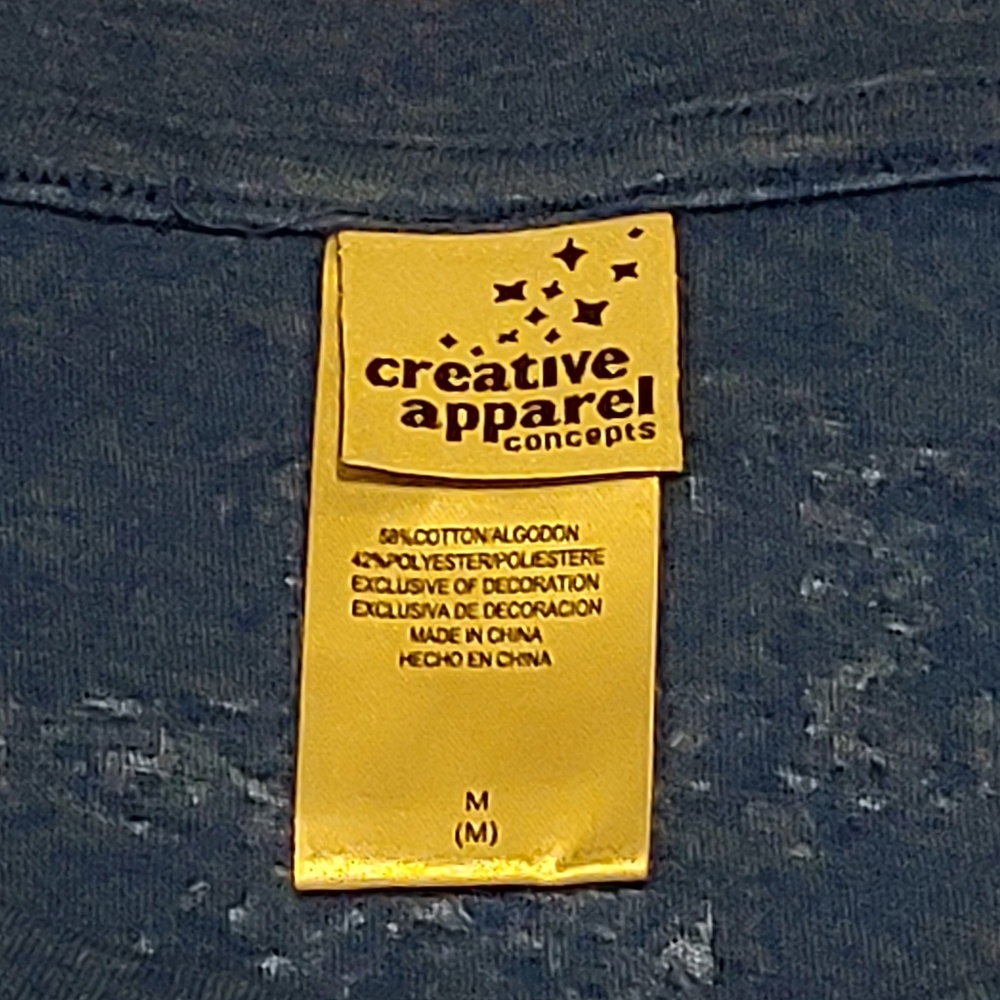 creative
apparel
concepts
58%COTTON/ALGODON
42%POLYESTER/POLIESTERE
EXCLUSIVE OF DECORATION
EXCLUSIVA DE DECORACION
MADE IN CHINA
HECHO EN CHINA
M
(M)